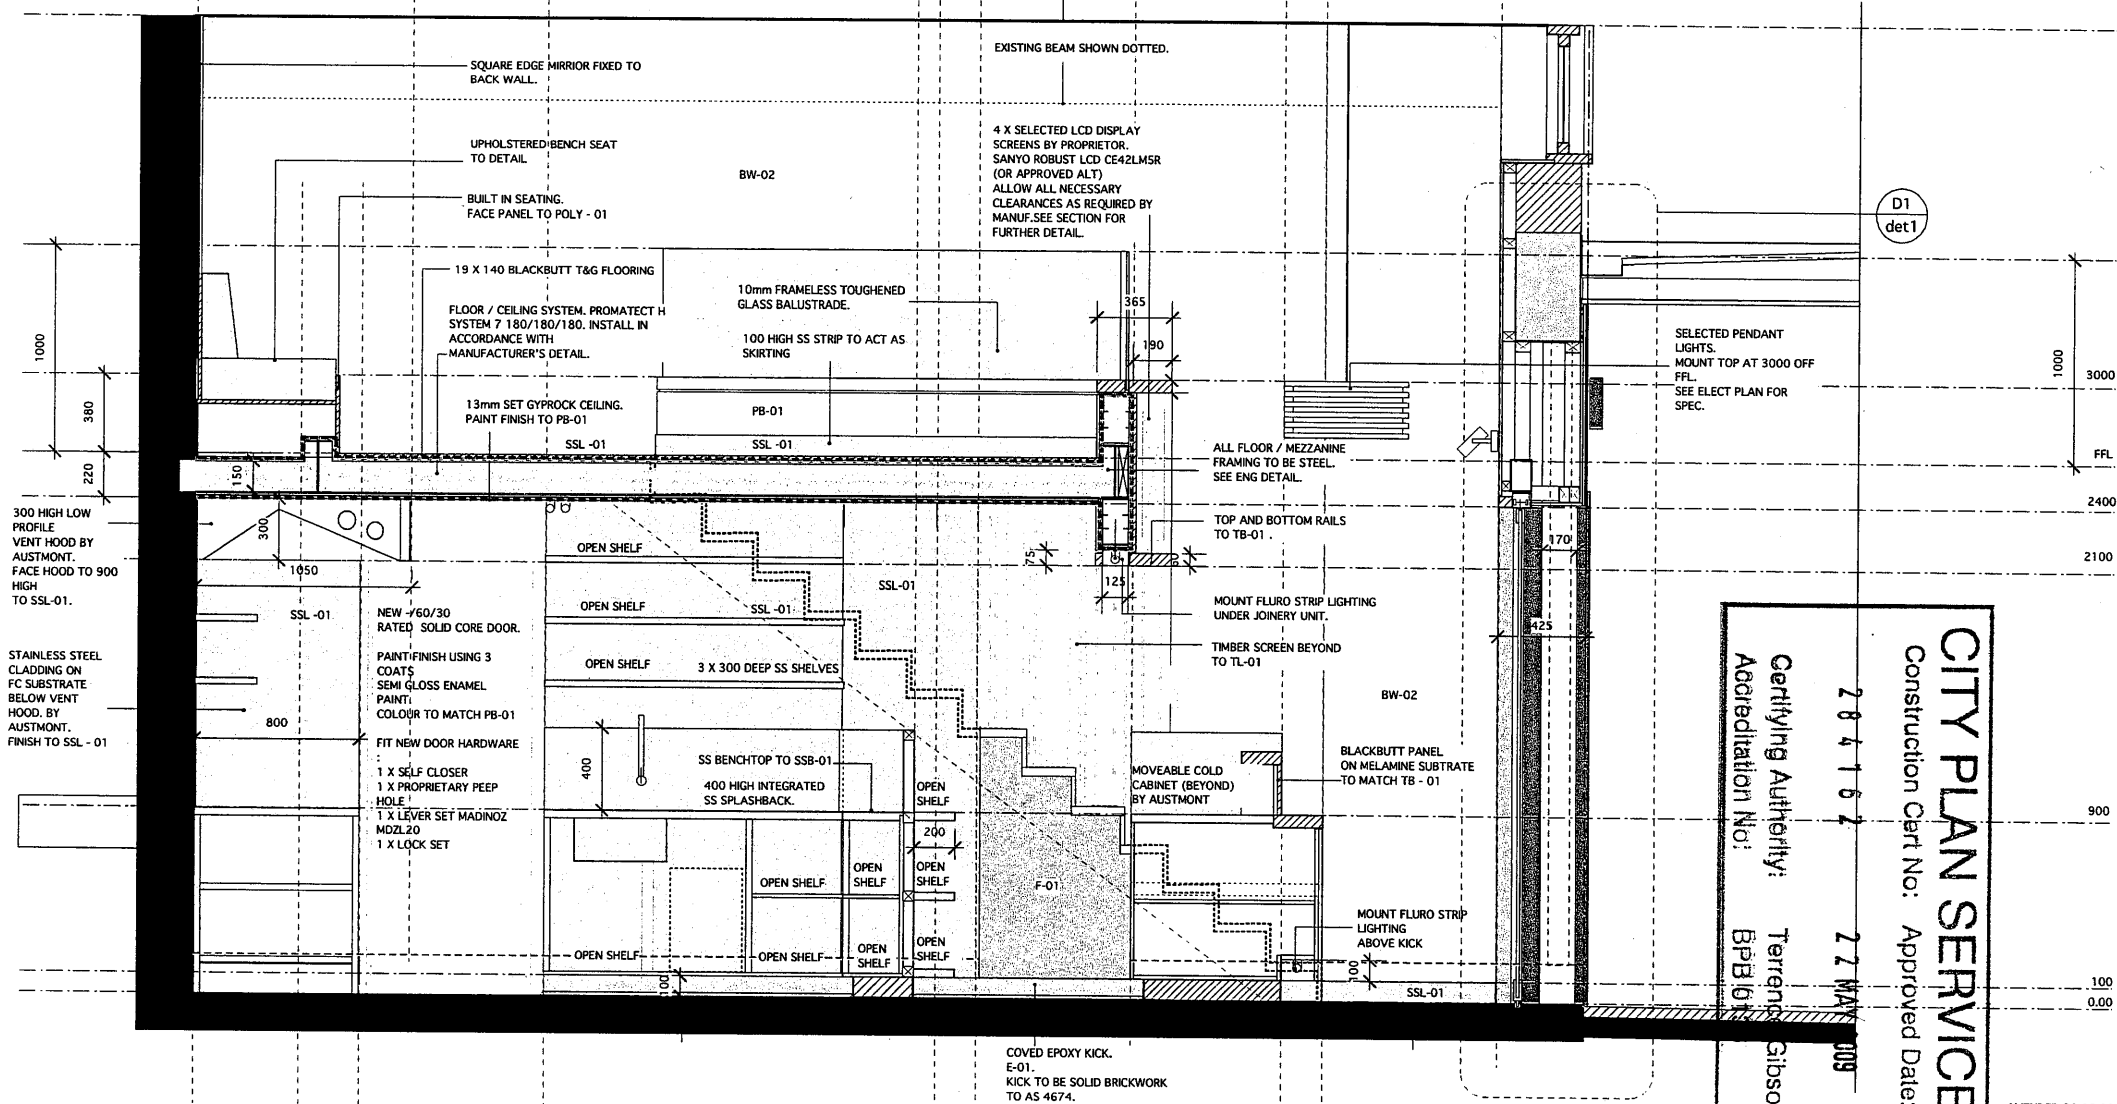 EXISTING BEAM SHOWN DOTTED.
SQUARE EDGE MIRRIOR FIXED TO
BACK WALL.
UPHOLSTERED BENCH SEAT
TO DETAIL
BUILT IN SEATING.
FACE PANEL TO POLY - 01
BW-02
4 X SELECTED LCD DISPLAY
SCREENS BY PROPRIETOR.
SANYO ROBUST LCD CE42LM5R
(OR APPROVED ALT)
ALLOW ALL NECESSARY
CLEARANCES AS REQUIRED BY
MANUF.SEE SECTION FOR
FURTHER DETAIL.
D1
det1
19 X 140 BLACKBUTT T&G FLOORING
FLOOR / CEILING SYSTEM. PROMATECT H
SYSTEM 7 180/180/180. INSTALL IN
ACCORDANCE WITH
MANUFACTURER'S DETAIL.
10mm FRAMELESS TOUGHENED
GLASS BALUSTRADE.
100 HIGH SS STRIP TO ACT AS
SKIRTING
365
190
SELECTED PENDANT
LIGHTS.
MOUNT TOP AT 3000 OFF
FFL.
SEE ELECT PLAN FOR
SPEC.
1000
1000
3000
FFL
2400
2100
900
100
0.00
380
220
150
13mm SET GYPROCK CEILING.
PAINT FINISH TO PB-01
SSL -01
PB-01
SSL -01
ALL FLOOR / MEZZANINE
FRAMING TO BE STEEL.
SEE ENG DETAIL.
TOP AND BOTTOM RAILS
TO TB-01 .
300 HIGH LOW
PROFILE
VENT HOOD BY
AUSTMONT.
FACE HOOD TO 900
HIGH
TO SSL-01.
300
1050
SSL -01
STAINLESS STEEL
CLADDING ON
FC SUBSTRATE
BELOW VENT
HOOD. BY
AUSTMONT.
FINISH TO SSL - 01
800
NEW -/60/30
RATED SOLID CORE DOOR.
PAINT FINISH USING 3
COATS
SEMI GLOSS ENAMEL
PAINT.
COLOUR TO MATCH PB-01
FIT NEW DOOR HARDWARE
:
1 X SELF CLOSER
1 X PROPRIETARY PEEP
HOLE
1 X LEVER SET MADINOZ
MDZL20
1 X LOCK SET
OPEN SHELF
OPEN SHELF
SSL -01
OPEN SHELF
3 X 300 DEEP SS SHELVES
SSL-01
75
125
170
425
MOUNT FLURO STRIP LIGHTING
UNDER JOINERY UNIT.
TIMBER SCREEN BEYOND
TO TL-01
BW-02
400
SS BENCHTOP TO SSB-01
400 HIGH INTEGRATED
SS SPLASHBACK.
OPEN
SHELF
200
OPEN
SHELF
OPEN
SHELF
OPEN SHELF
OPEN
SHELF
OPEN SHELF
OPEN SHELF
OPEN
SHELF
100
F-01
MOVEABLE COLD
CABINET (BEYOND)
BY AUSTMONT
BLACKBUTT PANEL
ON MELAMINE SUBTRATE
TO MATCH TB - 01
MOUNT FLURO STRIP
LIGHTING
ABOVE KICK
100
SSL-01
COVED EPOXY KICK.
E-01.
KICK TO BE SOLID BRICKWORK
TO AS 4674.
CITY PLAN SERVICE
Construction Cert No: Approved Date:
Certifying Authority: Terrence Gibso
Accreditation No: